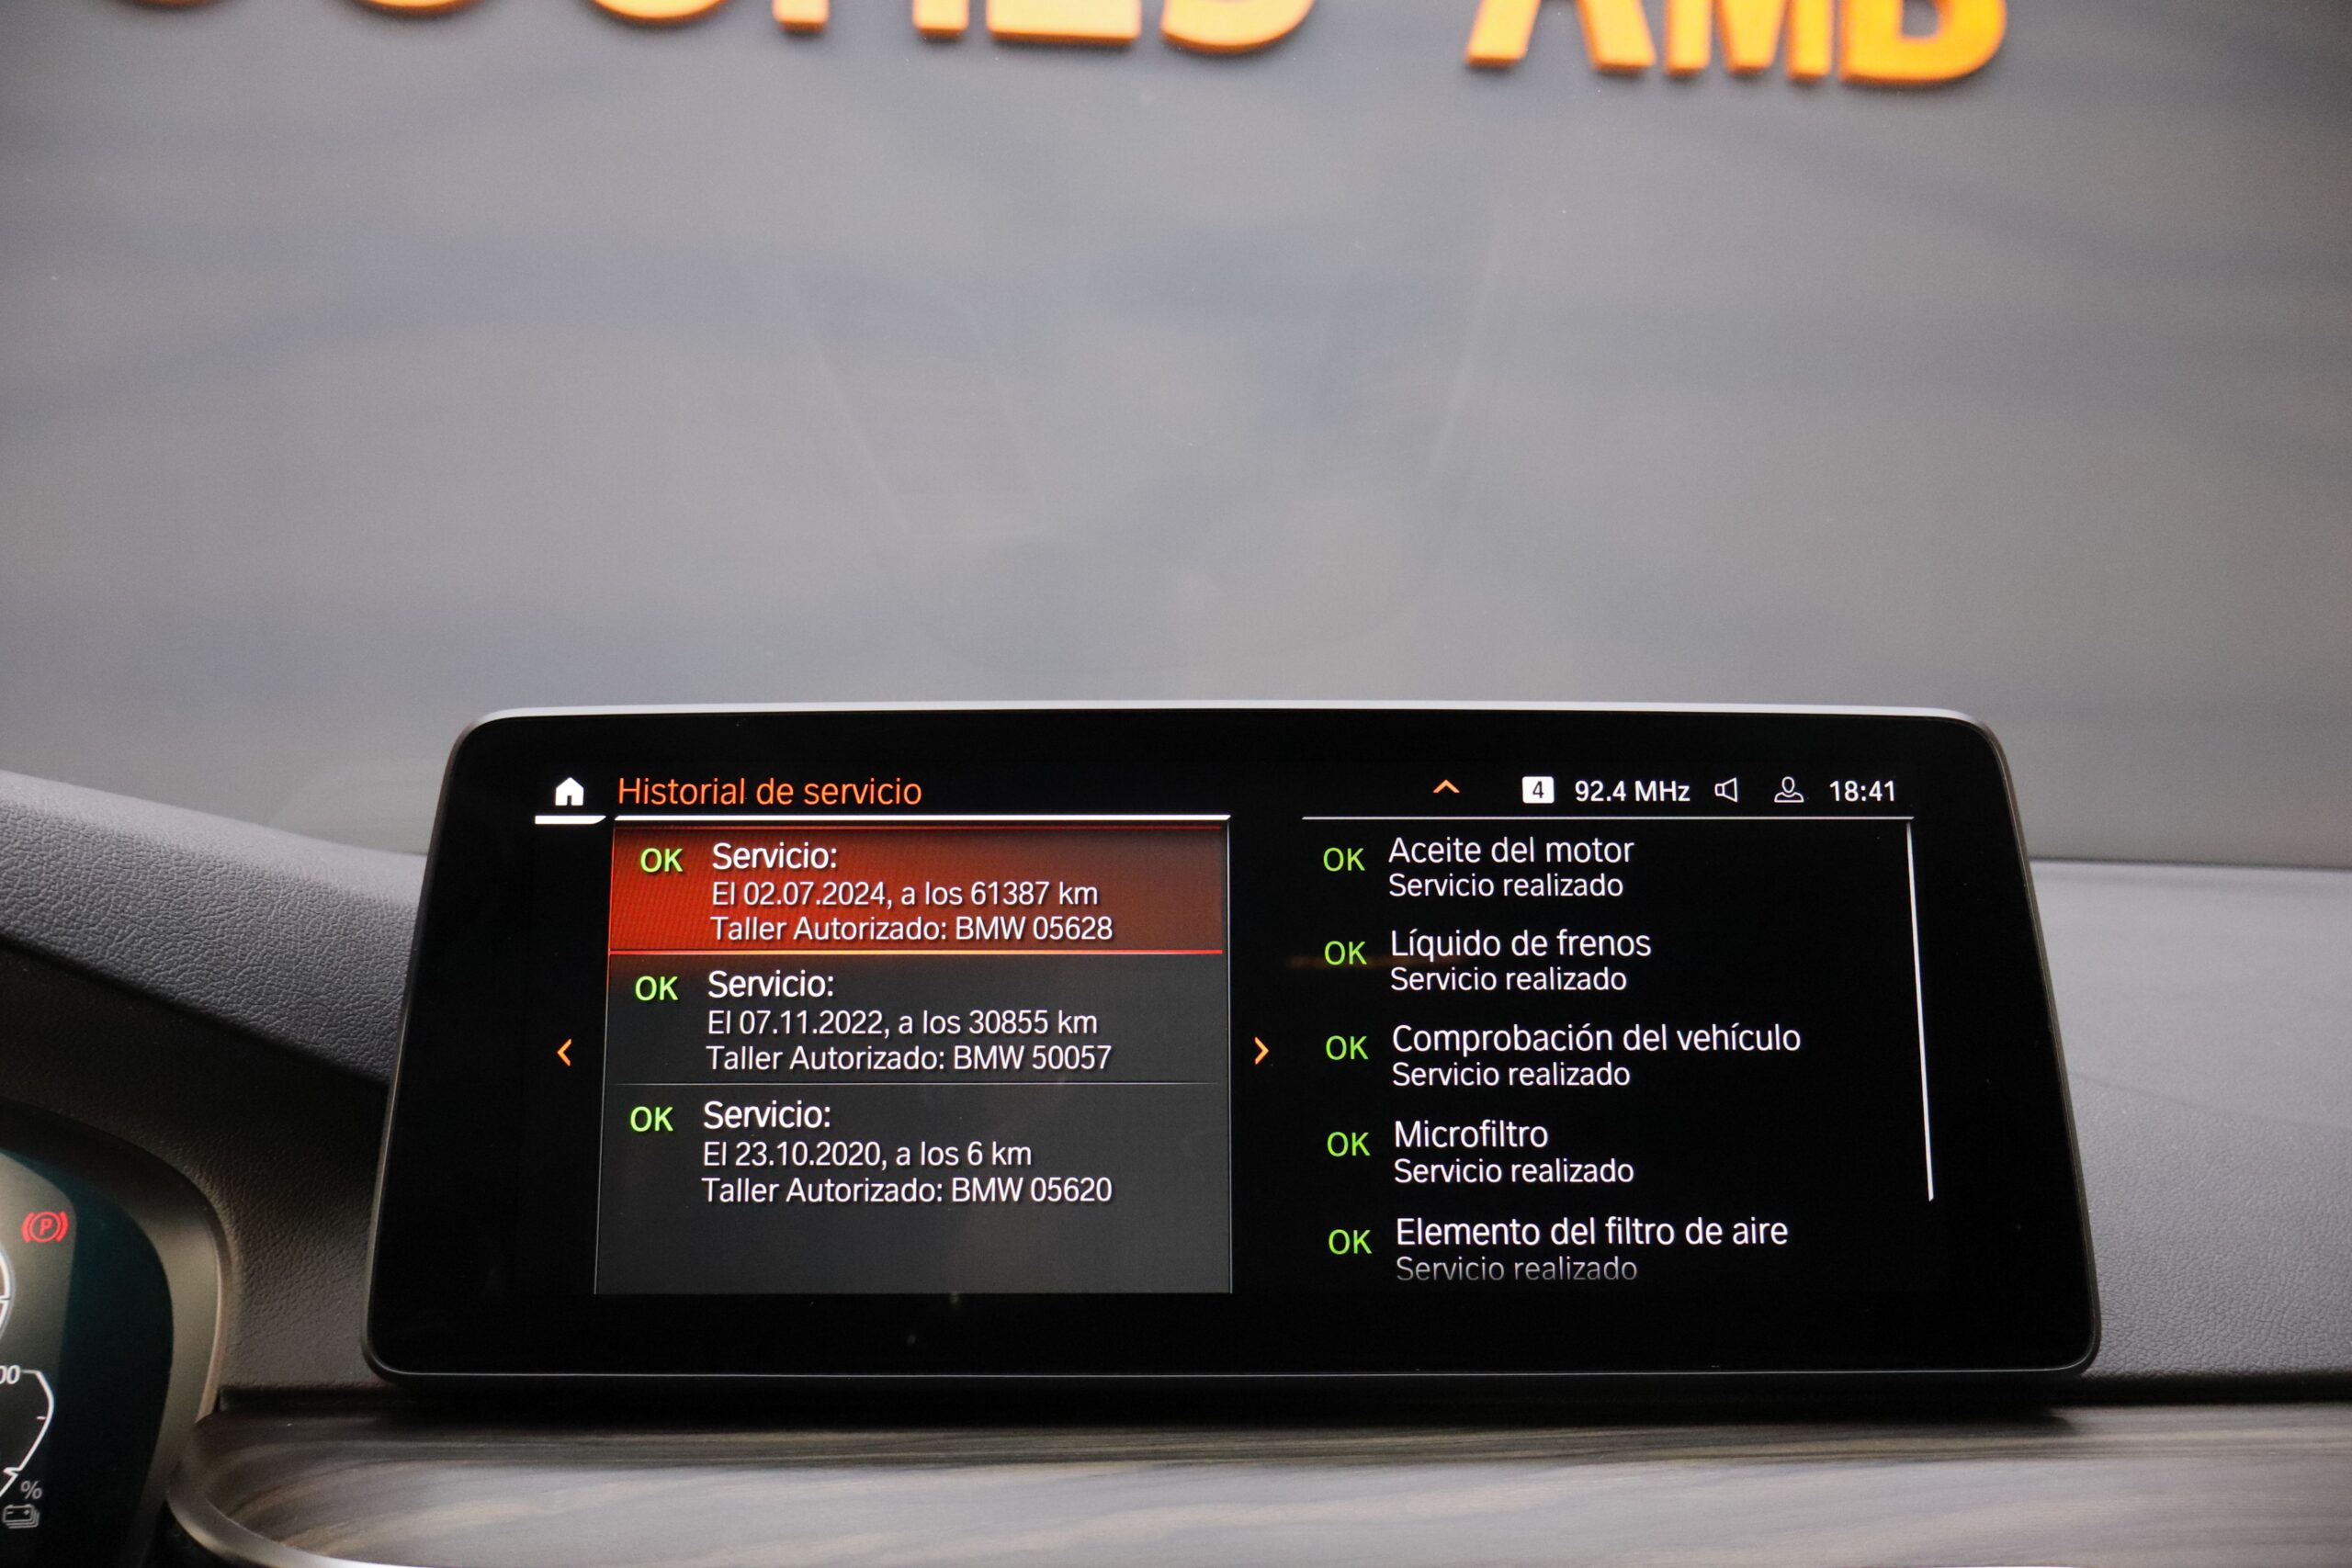 AMB
Historial de servicio
4 92.4 MHz 18:41
OK Servicio:
El 02.07.2024, a los 61387 km
Taller Autorizado: BMW 05628
OK Servicio:
El 07.11.2022, a los 30855 km
Taller Autorizado: BMW 50057
OK Servicio:
El 23.10.2020, a los 6 km
Taller Autorizado: BMW 05620
OK Aceite del motor
Servicio realizado
OK Líquido de frenos
Servicio realizado
OK Comprobación del vehículo
Servicio realizado
OK Microfiltro
Servicio realizado
OK Elemento del filtro de aire
Servicio realizado
P
%